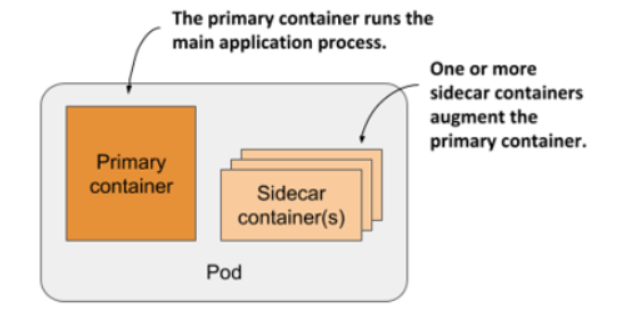 The primary container runs the
main application process.
One or more
sidecar containers
augment the
primary container.
Primary
container
Sidecar
container(s)
Pod